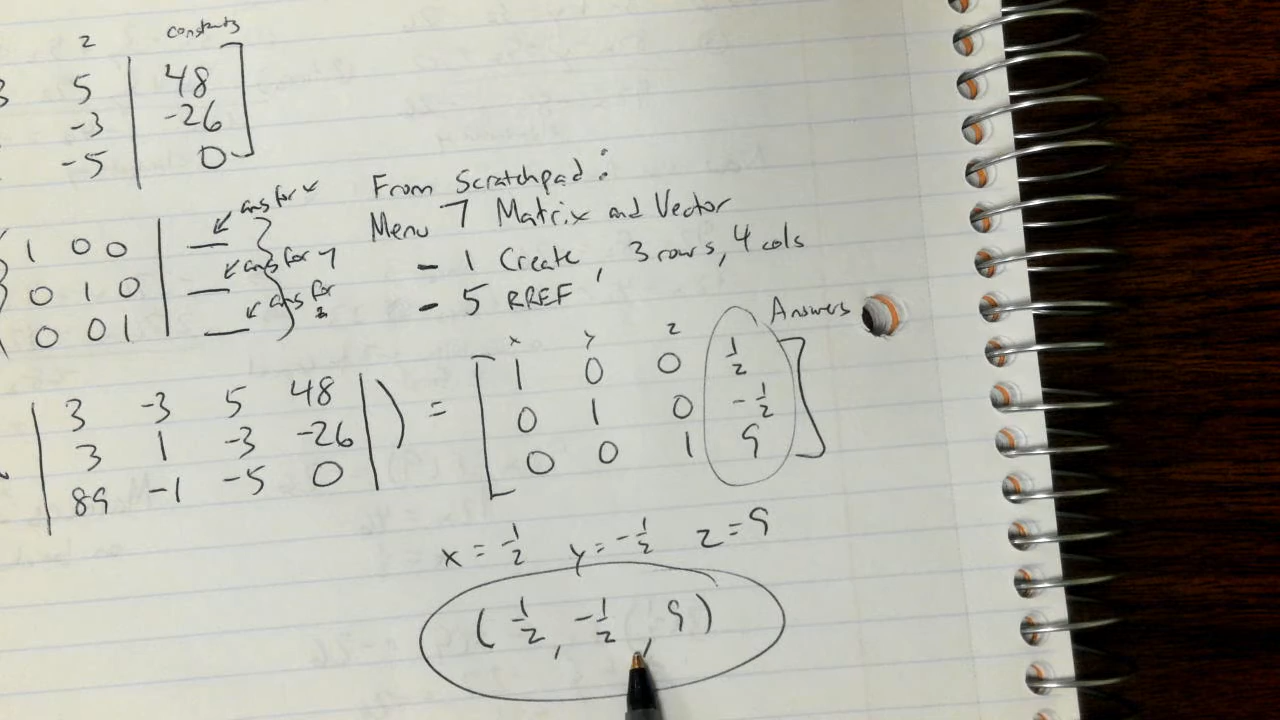 z constants
5 48
-3 -26
-5 0
From Scratchpad:
Menu 7 Matrix and Vector
- 1 Create, 3 rows, 4 cols
- 5 RREF
1 0 0 ans for x
0 1 0 ans for y
0 0 1 ans for z
Answers
x y z
3 -3 5 48 ) = 1 0 0 1/2
3 1 -3 -26 0 1 0 -1/2
89 -1 -5 0 0 0 1 9
x = 1/2 y = -1/2 z = 9
(1/2, -1/2, 9)